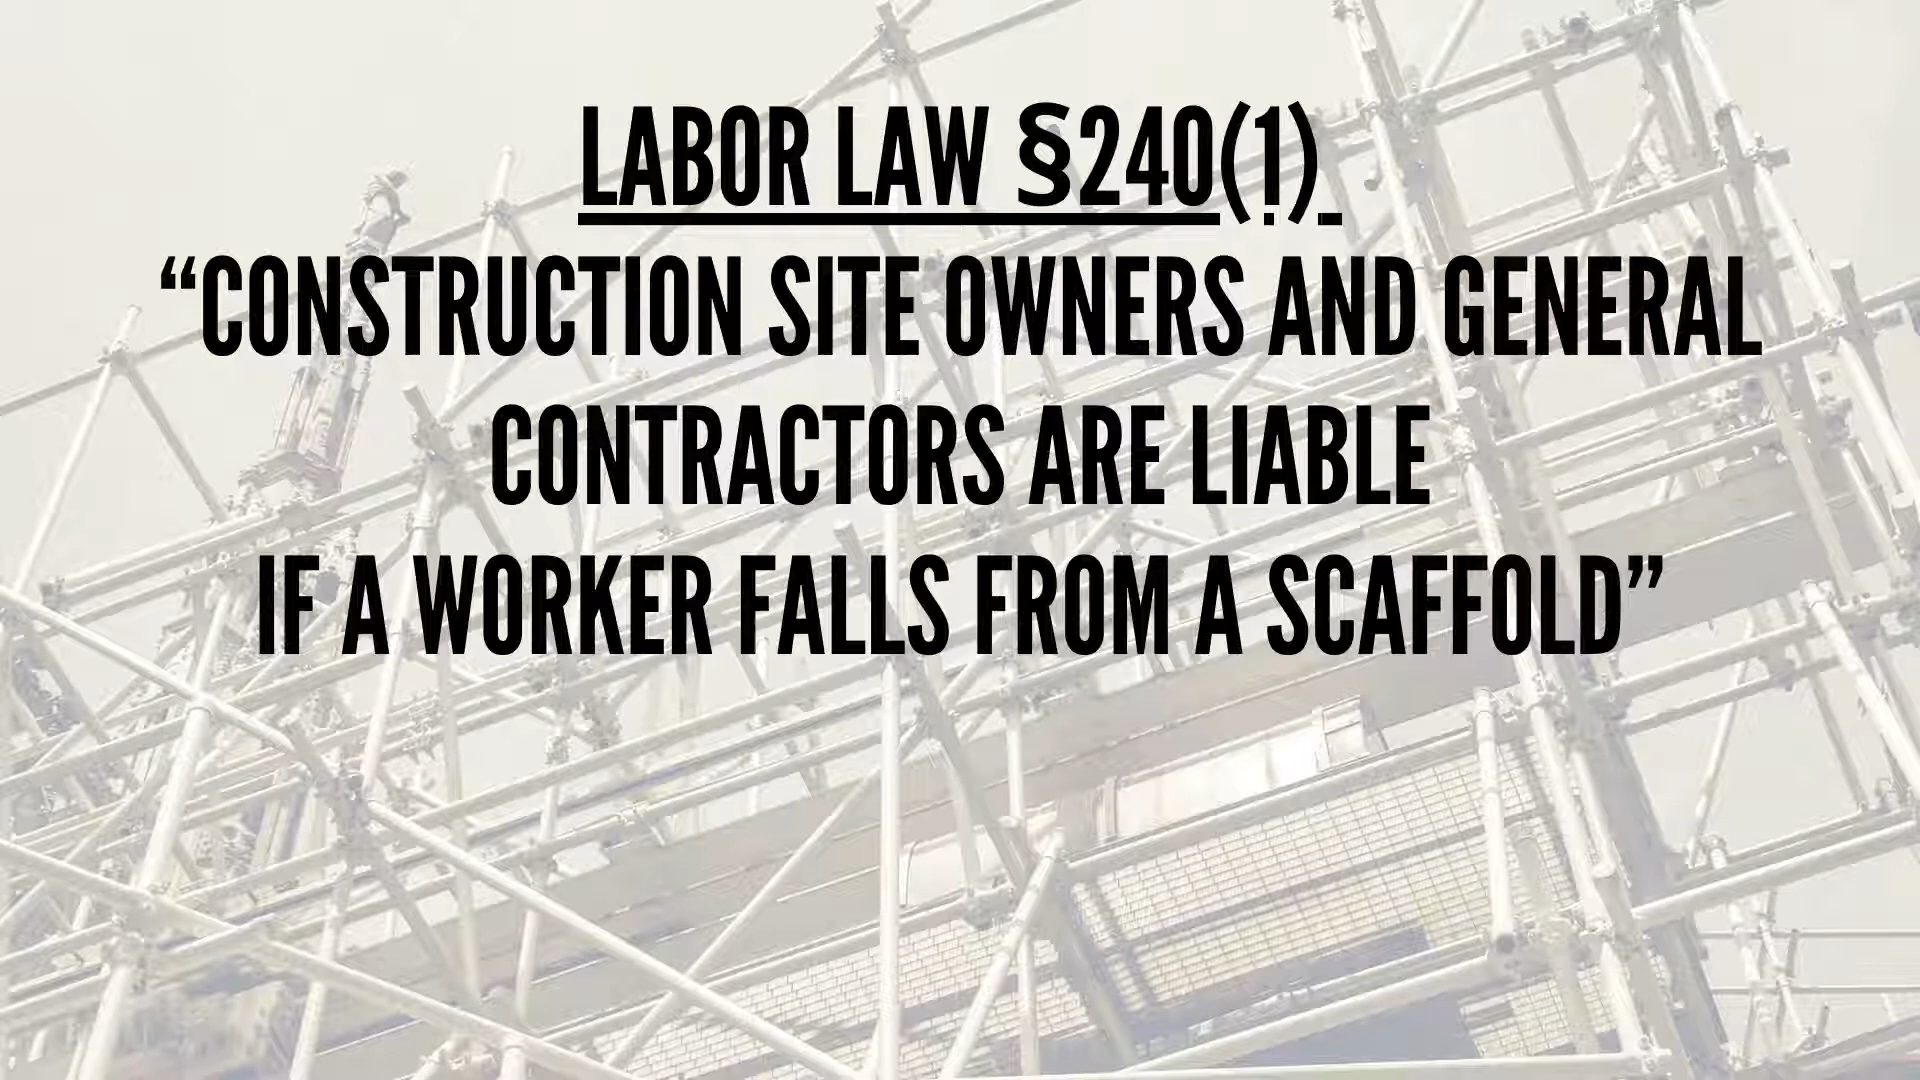 LABOR LAW §240(1)
“CONSTRUCTION SITE OWNERS AND GENERAL
CONTRACTORS ARE LIABLE
IF A WORKER FALLS FROM A SCAFFOLD”